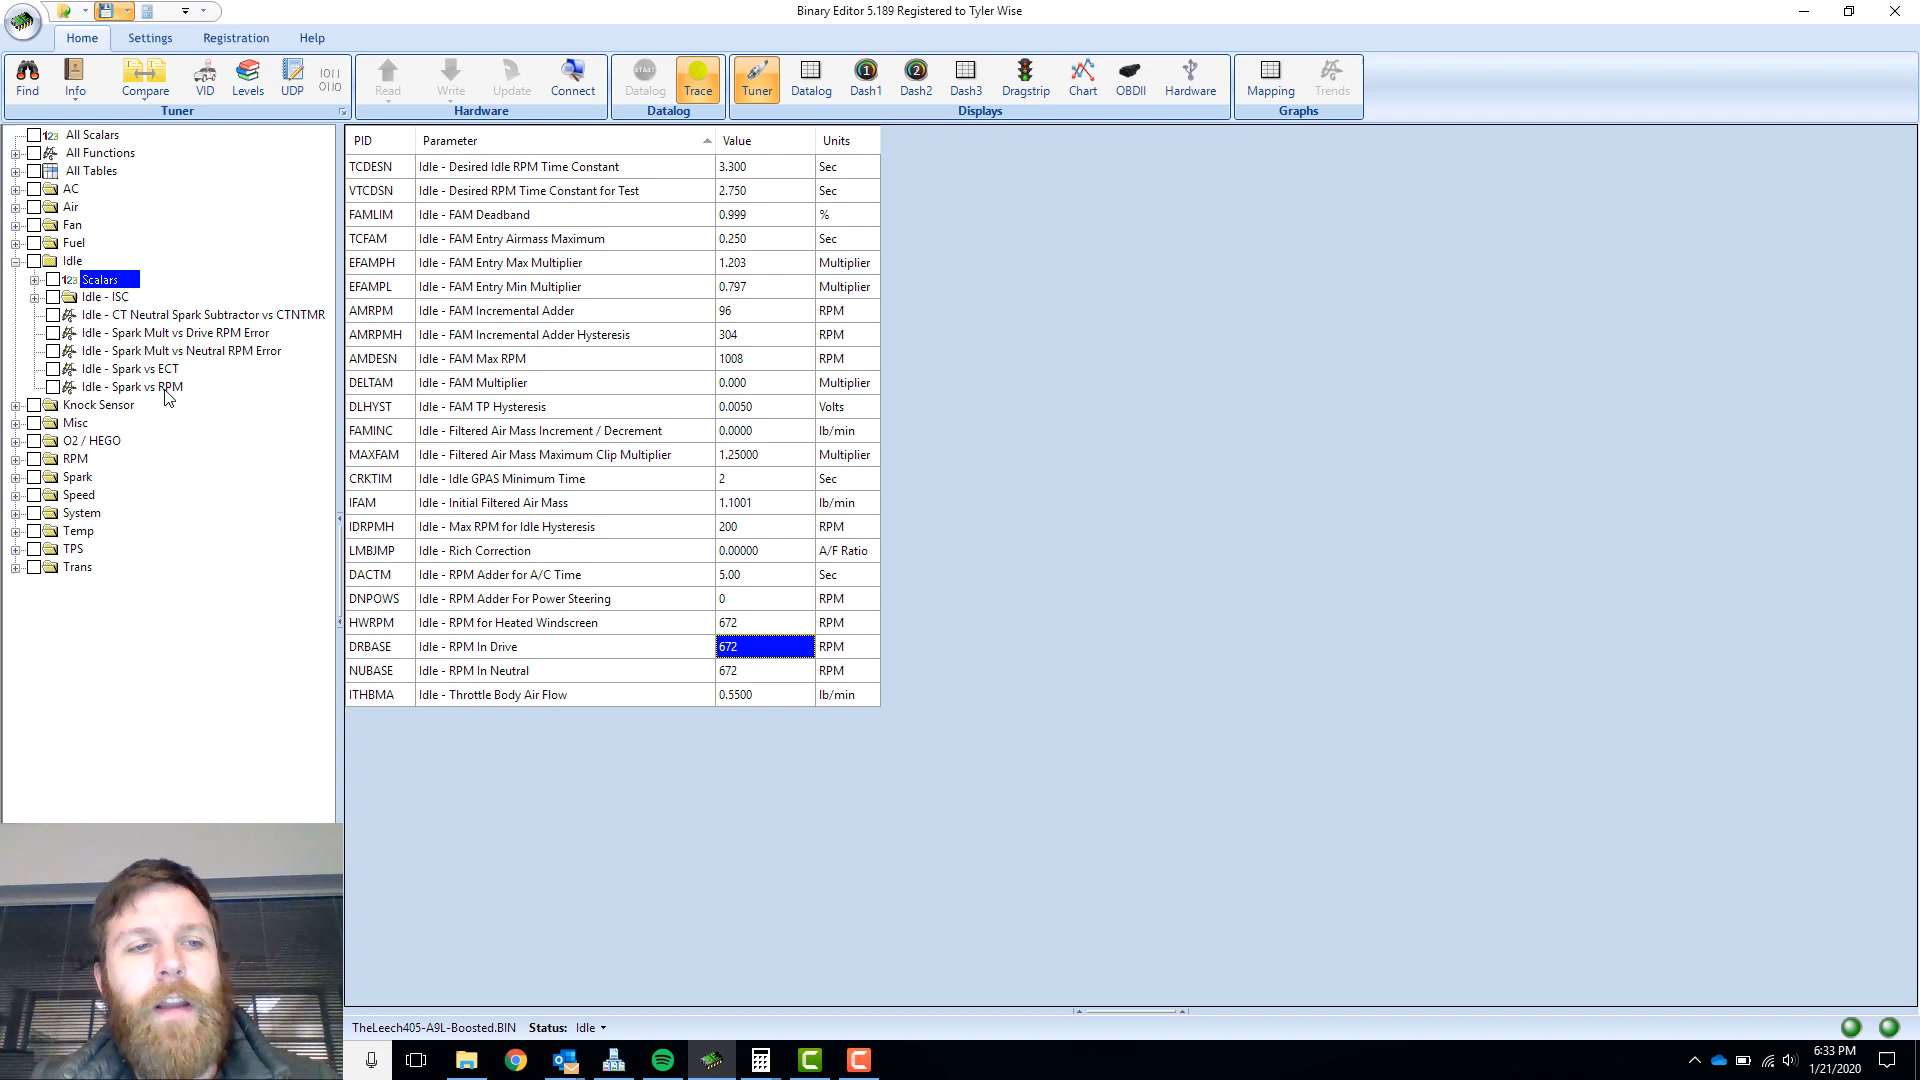 Binary Editor 5.189 Registered to Tyler Wise
Home Settings Registration Help
Find Info Compare VID Levels UDP
Read Write Update Connect
Datalog Trace
Tuner Datalog Dash1 Dash2 Dash3 Dragstrip Chart OBDII Hardware
Mapping Trends
Tuner Hardware Datalog Displays Graphs
All Scalars
All Functions
All Tables
AC
Air
Fan
Fuel
Idle
Scalars
Idle - ISC
Idle - CT Neutral Spark Subtractor vs CTNTMR
Idle - Spark Mult vs Drive RPM Error
Idle - Spark Mult vs Neutral RPM Error
Idle - Spark vs ECT
Idle - Spark vs RPM
Knock Sensor
Misc
O2 / HEGO
RPM
Spark
Speed
System
Temp
TPS
Trans
PID Parameter Value Units
TCDESN Idle - Desired Idle RPM Time Constant 3.300 Sec
VTCDSN Idle - Desired RPM Time Constant for Test 2.750 Sec
FAMLIM Idle - FAM Deadband 0.999 %
TCFAM Idle - FAM Entry Airmass Maximum 0.250 Sec
EFAMPH Idle - FAM Entry Max Multiplier 1.203 Multiplier
EFAMPL Idle - FAM Entry Min Multiplier 0.797 Multiplier
AMRPM Idle - FAM Incremental Adder 96 RPM
AMRPMH Idle - FAM Incremental Adder Hysteresis 304 RPM
AMDESN Idle - FAM Max RPM 1008 RPM
DELTAM Idle - FAM Multiplier 0.000 Multiplier
DLHYST Idle - FAM TP Hysteresis 0.0050 Volts
FAMINC Idle - Filtered Air Mass Increment / Decrement 0.0000 lb/min
MAXFAM Idle - Filtered Air Mass Maximum Clip Multiplier 1.25000 Multiplier
CRKTIM Idle - Idle GPAS Minimum Time 2 Sec
IFAM Idle - Initial Filtered Air Mass 1.1001 lb/min
IDRPMH Idle - Max RPM for Idle Hysteresis 200 RPM
LMBJMP Idle - Rich Correction 0.00000 A/F Ratio
DACTM Idle - RPM Adder for A/C Time 5.00 Sec
DNPOWS Idle - RPM Adder For Power Steering 0 RPM
HWRPM Idle - RPM for Heated Windscreen 672 RPM
DRBASE Idle - RPM In Drive 672 RPM
NUBASE Idle - RPM In Neutral 672 RPM
ITHBMA Idle - Throttle Body Air Flow 0.5500 lb/min
TheLeech405-A9L-Boosted.BIN Status: Idle
6:33 PM
1/21/2020